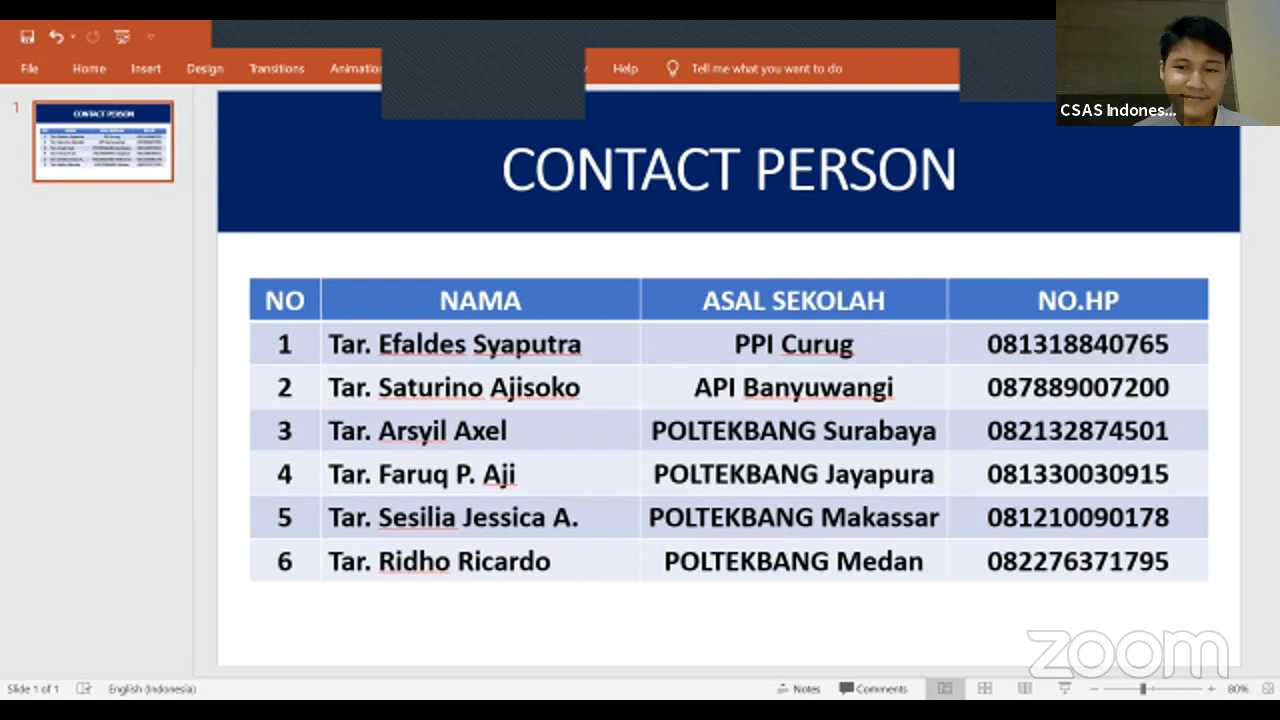 File Home Insert Design Transitions Help Tell me what you want to do
CSAS Indones...
1
CONTACT PERSON
CONTACT PERSON
NO NAMA ASAL SEKOLAH NO.HP
1 Tar. Efaldes Syaputra PPI Curug 081318840765
2 Tar. Saturino Ajisoko API Banyuwangi 087889007200
3 Tar. Arsyil Axel POLTEKBANG Surabaya 082132874501
4 Tar. Faruq P. Aji POLTEKBANG Jayapura 081330030915
5 Tar. Sesilia Jessica A. POLTEKBANG Makassar 081210090178
6 Tar. Ridho Ricardo POLTEKBANG Medan 082276371795
zoom
Slide 1 of 1 English (Indonesia) Notes Comments 80%